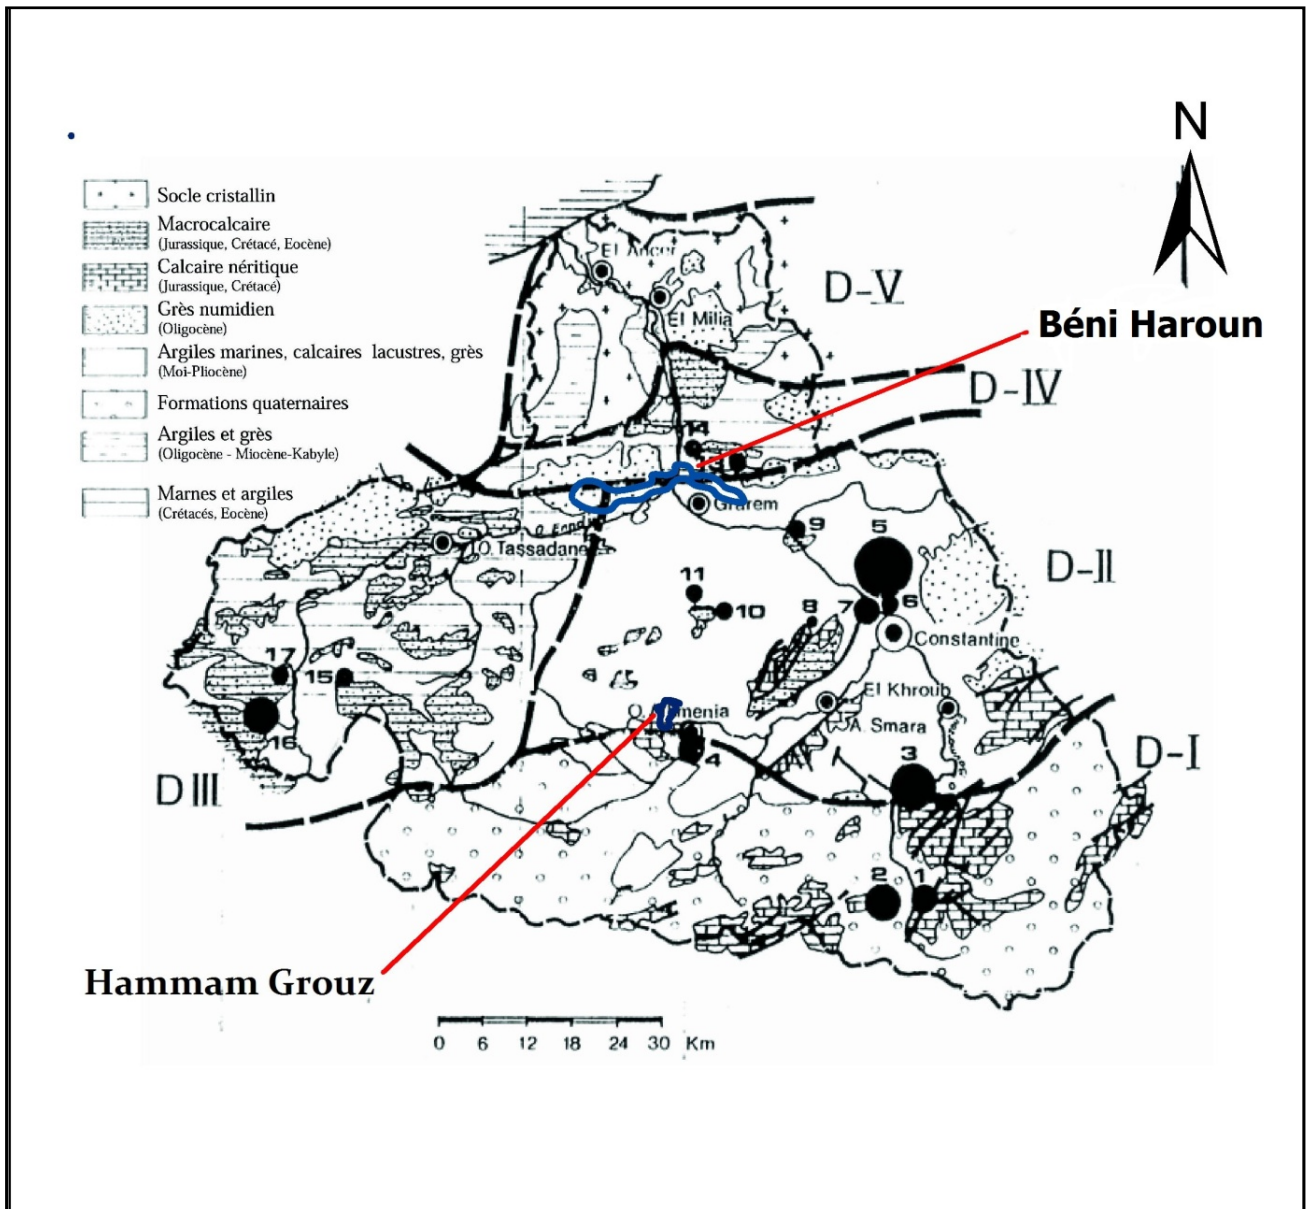 N
Socle cristallin
Macrocalcaire
(Jurassique, Crétacé, Eocène)
Calcaire néritique
(Jurassique, Crétacé)
Grès numidien
(Oligocène)
Argiles marines, calcaires lacustres, grès
(Moi-Pliocène)
Formations quaternaires
Argiles et grès
(Oligocène - Miocène-Kabyle)
Marnes et argiles
(Crétacés, Eocène)
El Ancer
El Milia
D-V
Béni Haroun
D-IV
14
Grarem
9
5
O. Tassadane
D-II
11
10
8
7
6
Constantine
17
15
El Khroub
A. Smara
16
4
3
D-I
D III
2
1
Hammam Grouz
0 6 12 18 24 30 Km